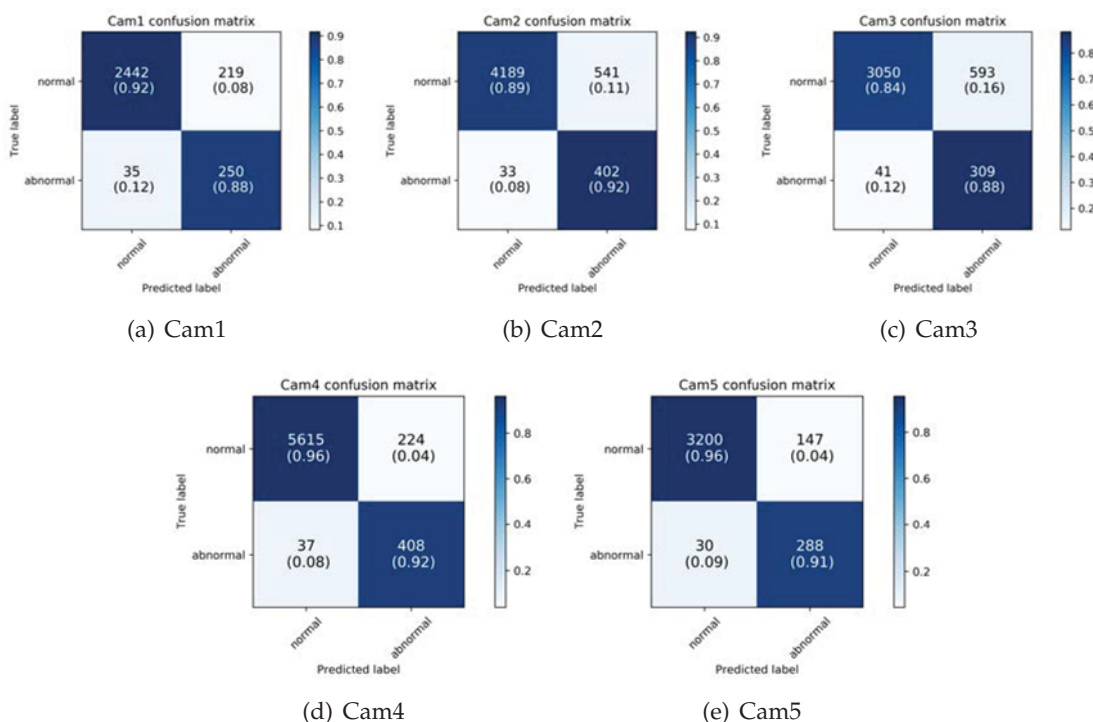 Cam1 confusion matrix
normal
2442
(0.92)
219
(0.08)
abnormal
35
(0.12)
250
(0.88)
True label
normal
abnormal
Predicted label
0.9
0.8
0.7
0.6
0.5
0.4
0.3
0.2
0.1
(a) Cam1
Cam2 confusion matrix
normal
4189
(0.89)
541
(0.11)
abnormal
33
(0.08)
402
(0.92)
True label
normal
abnormal
Predicted label
0.9
0.8
0.7
0.6
0.5
0.4
0.3
0.2
0.1
(b) Cam2
Cam3 confusion matrix
normal
3050
(0.84)
593
(0.16)
abnormal
41
(0.12)
309
(0.88)
True label
normal
abnormal
Predicted label
0.8
0.7
0.6
0.5
0.4
0.3
0.2
(c) Cam3
Cam4 confusion matrix
normal
5615
(0.96)
224
(0.04)
abnormal
37
(0.08)
408
(0.92)
True label
normal
abnormal
Predicted label
0.8
0.6
0.4
0.2
(d) Cam4
Cam5 confusion matrix
normal
3200
(0.96)
147
(0.04)
abnormal
30
(0.09)
288
(0.91)
True label
normal
abnormal
Predicted label
0.8
0.6
0.4
0.2
(e) Cam5